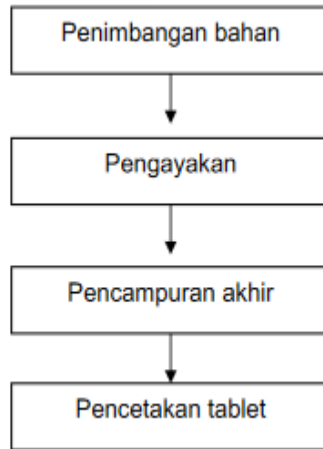 Penimbangan bahan
Pengayakan
Pencampuran akhir
Pencetakan tablet